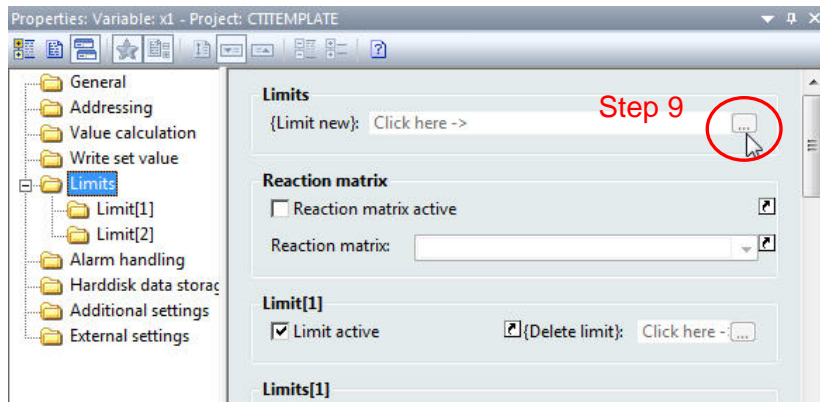 Properties: Variable: x1 - Project: CTITEMPLATE
General
Addressing
Value calculation
Write set value
Limits
Limit[1]
Limit[2]
Alarm handling
Harddisk data storag
Additional settings
External settings
Limits
Step 9
{Limit new}: Click here -> ...
Reaction matrix
Reaction matrix active
Reaction matrix:
Limit[1]
Limit active {Delete limit}: Click here - ...
Limits[1]